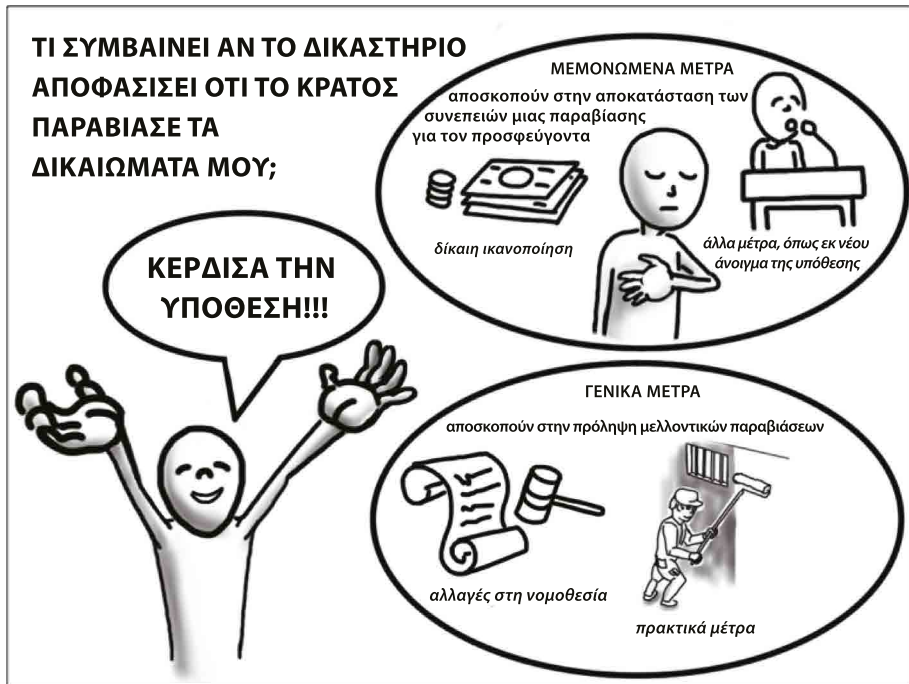 ΤΙ ΣΥΜΒΑΙΝΕΙ ΑΝ ΤΟ ΔΙΚΑΣΤΗΡΙΟ
ΑΠΟΦΑΣΙΣΕΙ ΟΤΙ ΤΟ ΚΡΑΤΟΣ
ΠΑΡΑΒΙΑΣΕ ΤΑ
ΔΙΚΑΙΩΜΑΤΑ ΜΟΥ;
ΚΕΡΔΙΣΑ ΤΗΝ
ΥΠΟΘΕΣΗ!!!
ΜΕΜΟΝΩΜΕΝΑ ΜΕΤΡΑ
αποσκοπούν στην αποκατάσταση των
συνεπειών μιας παραβίασης
για τον προσφεύγοντα
δίκαιη ικανοποίηση
άλλα μέτρα, όπως εκ νέου
άνοιγμα της υπόθεσης
ΓΕΝΙΚΑ ΜΕΤΡΑ
αποσκοπούν στην πρόληψη μελλοντικών παραβιάσεων
αλλαγές στη νομοθεσία
πρακτικά μέτρα